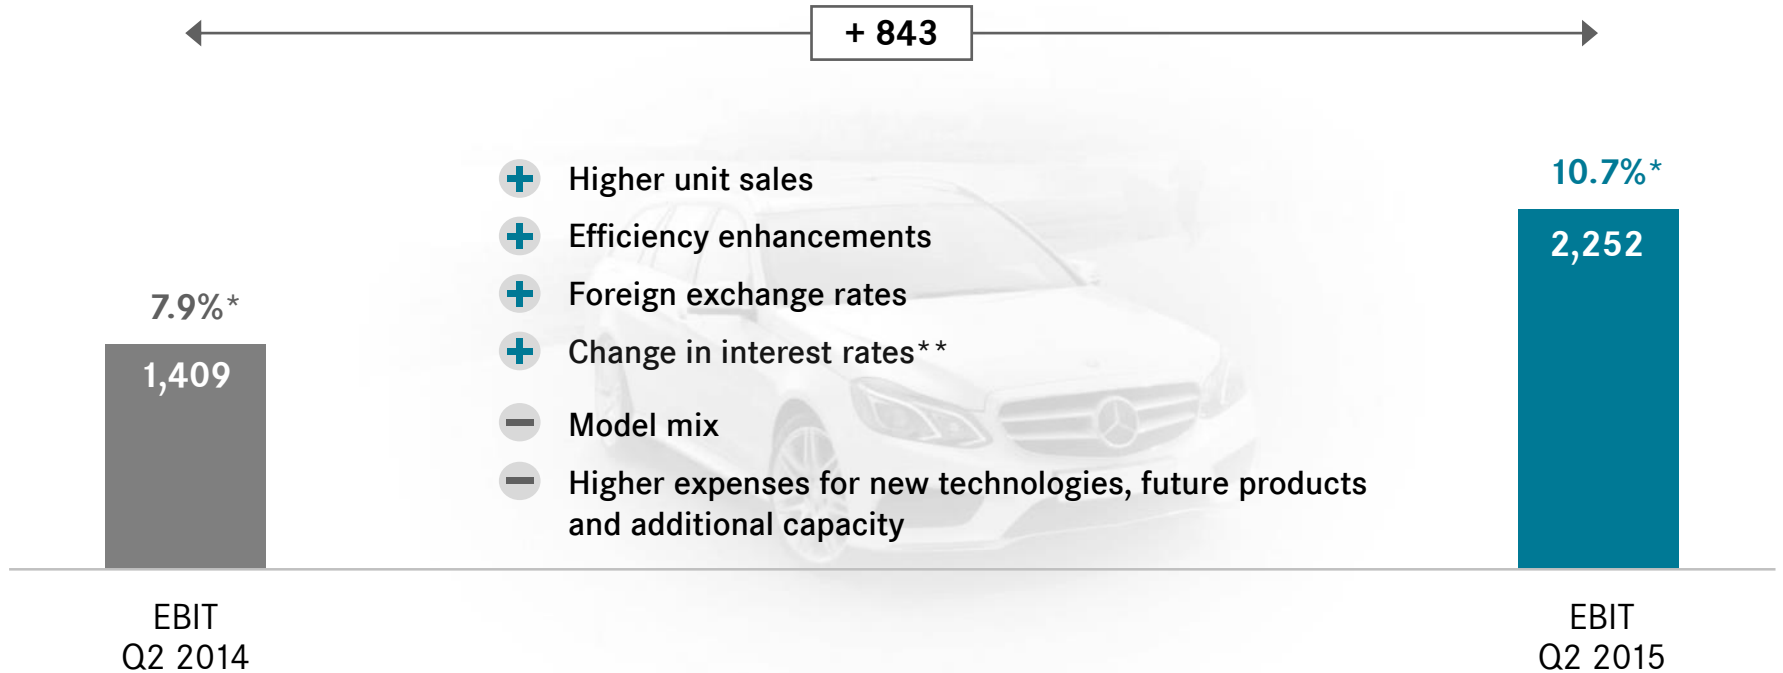 + 843
Higher unit sales
10.7%*
Efficiency enhancements
2,252
Foreign exchange rates
7.9%*
Change in interest rates**
1,409
Model mix
Higher expenses for new technologies, future products
and additional capacity
EBIT
Q2 2014
EBIT
Q2 2015